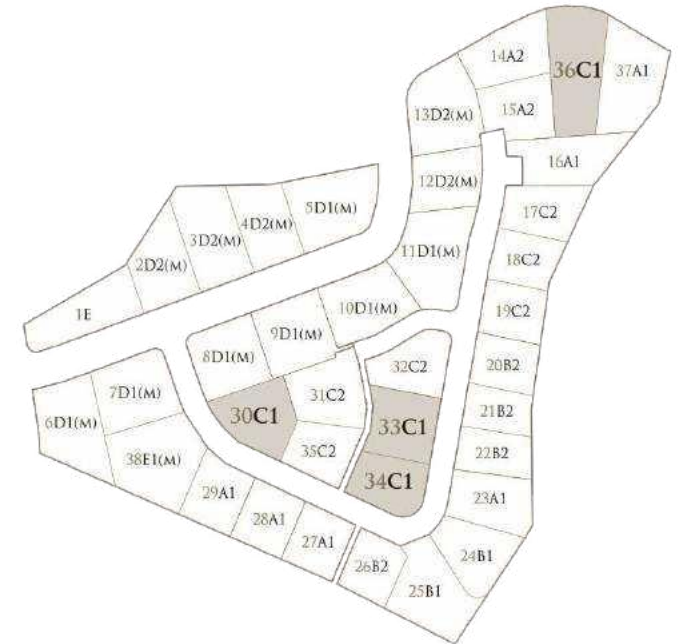 14A2
36C1
37A1
15A2
13D2(M)
16A1
12D2(M)
5D1(M)
4D2(M)
3D2(M)
2D2(M)
1E
17C2
11D1(M)
18C2
10D1(M)
19C2
9D1(M)
8D1(M)
32C2
20B2
7D1(M)
31C2
6D1(M)
30C1
33C1
21B2
35C2
22B2
38E1(M)
34C1
29A1
23A1
28A1
27A1
24B1
26B2
25B1